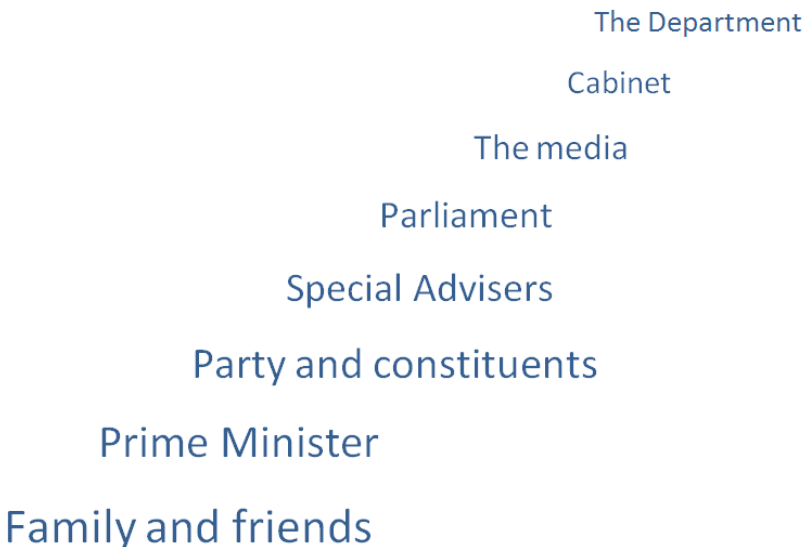 The Department
Cabinet
The media
Parliament
Special Advisers
Party and constituents
Prime Minister
Family and friends